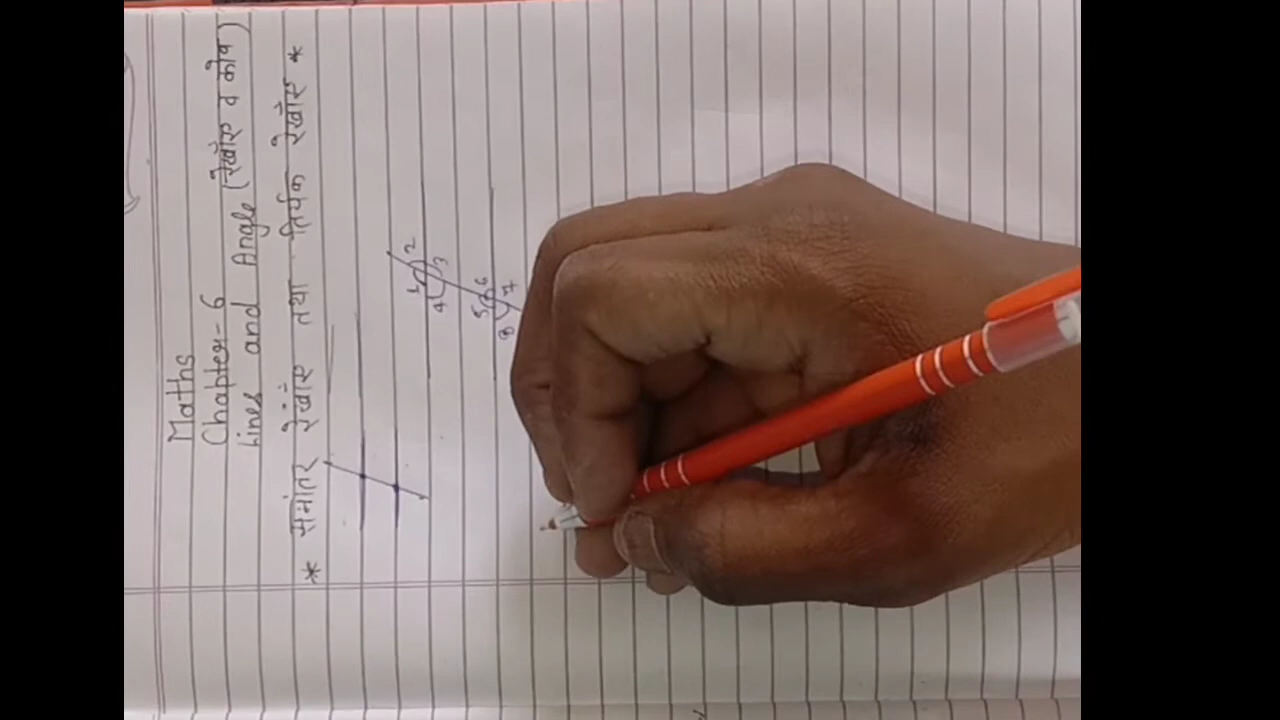 Maths
Chapter-6
Lines and Angle (रेखाँए व कोण)
* समांतर रेखाँए तथा तिर्यक रेखाँए *
1 2
4 3
5 6
8 7